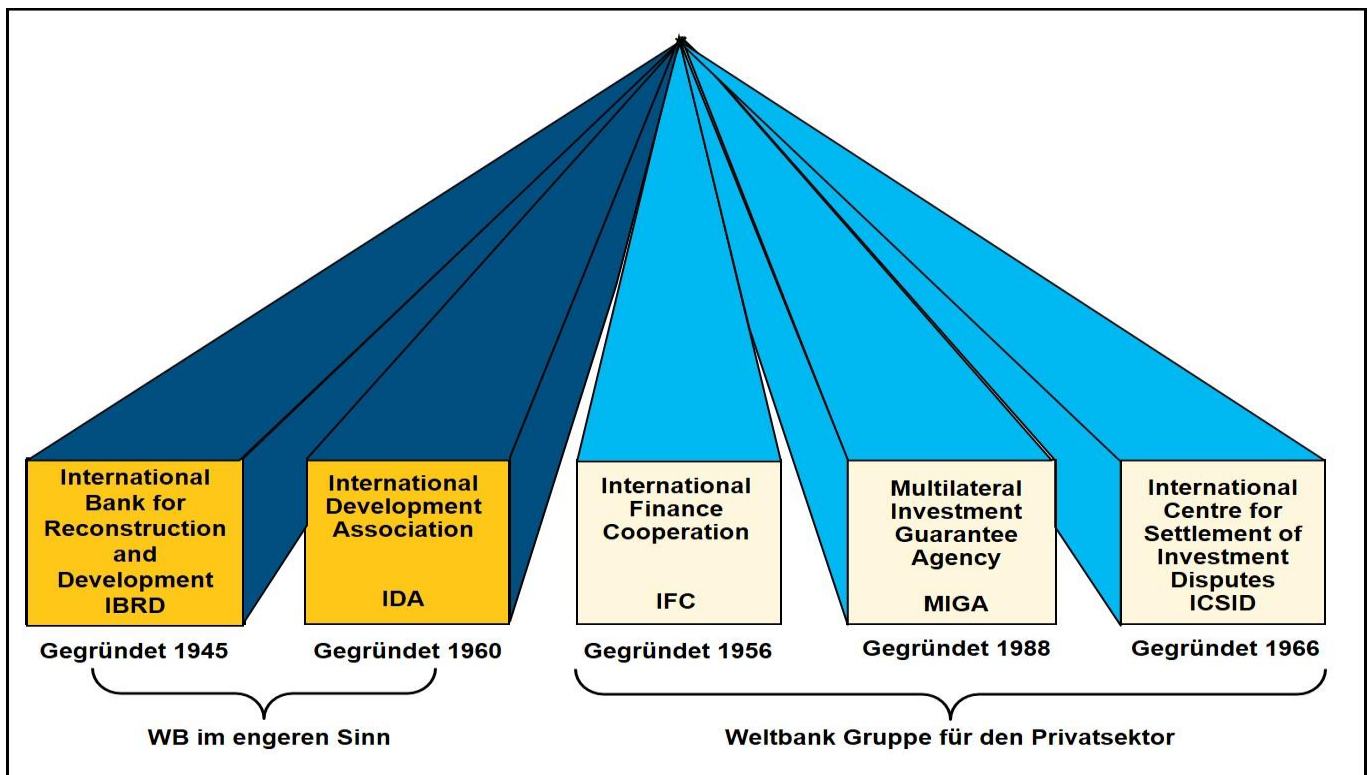 International
Bank for
Reconstruction
and
Development
IBRD
International
Development
Association
IDA
International
Finance
Cooperation
IFC
Multilateral
Investment
Guarantee
Agency
MIGA
International
Centre for
Settlement of
Investment
Disputes
ICSID
Gegründet 1945
Gegründet 1960
Gegründet 1956
Gegründet 1988
Gegründet 1966
WB im engeren Sinn
Weltbank Gruppe für den Privatsektor